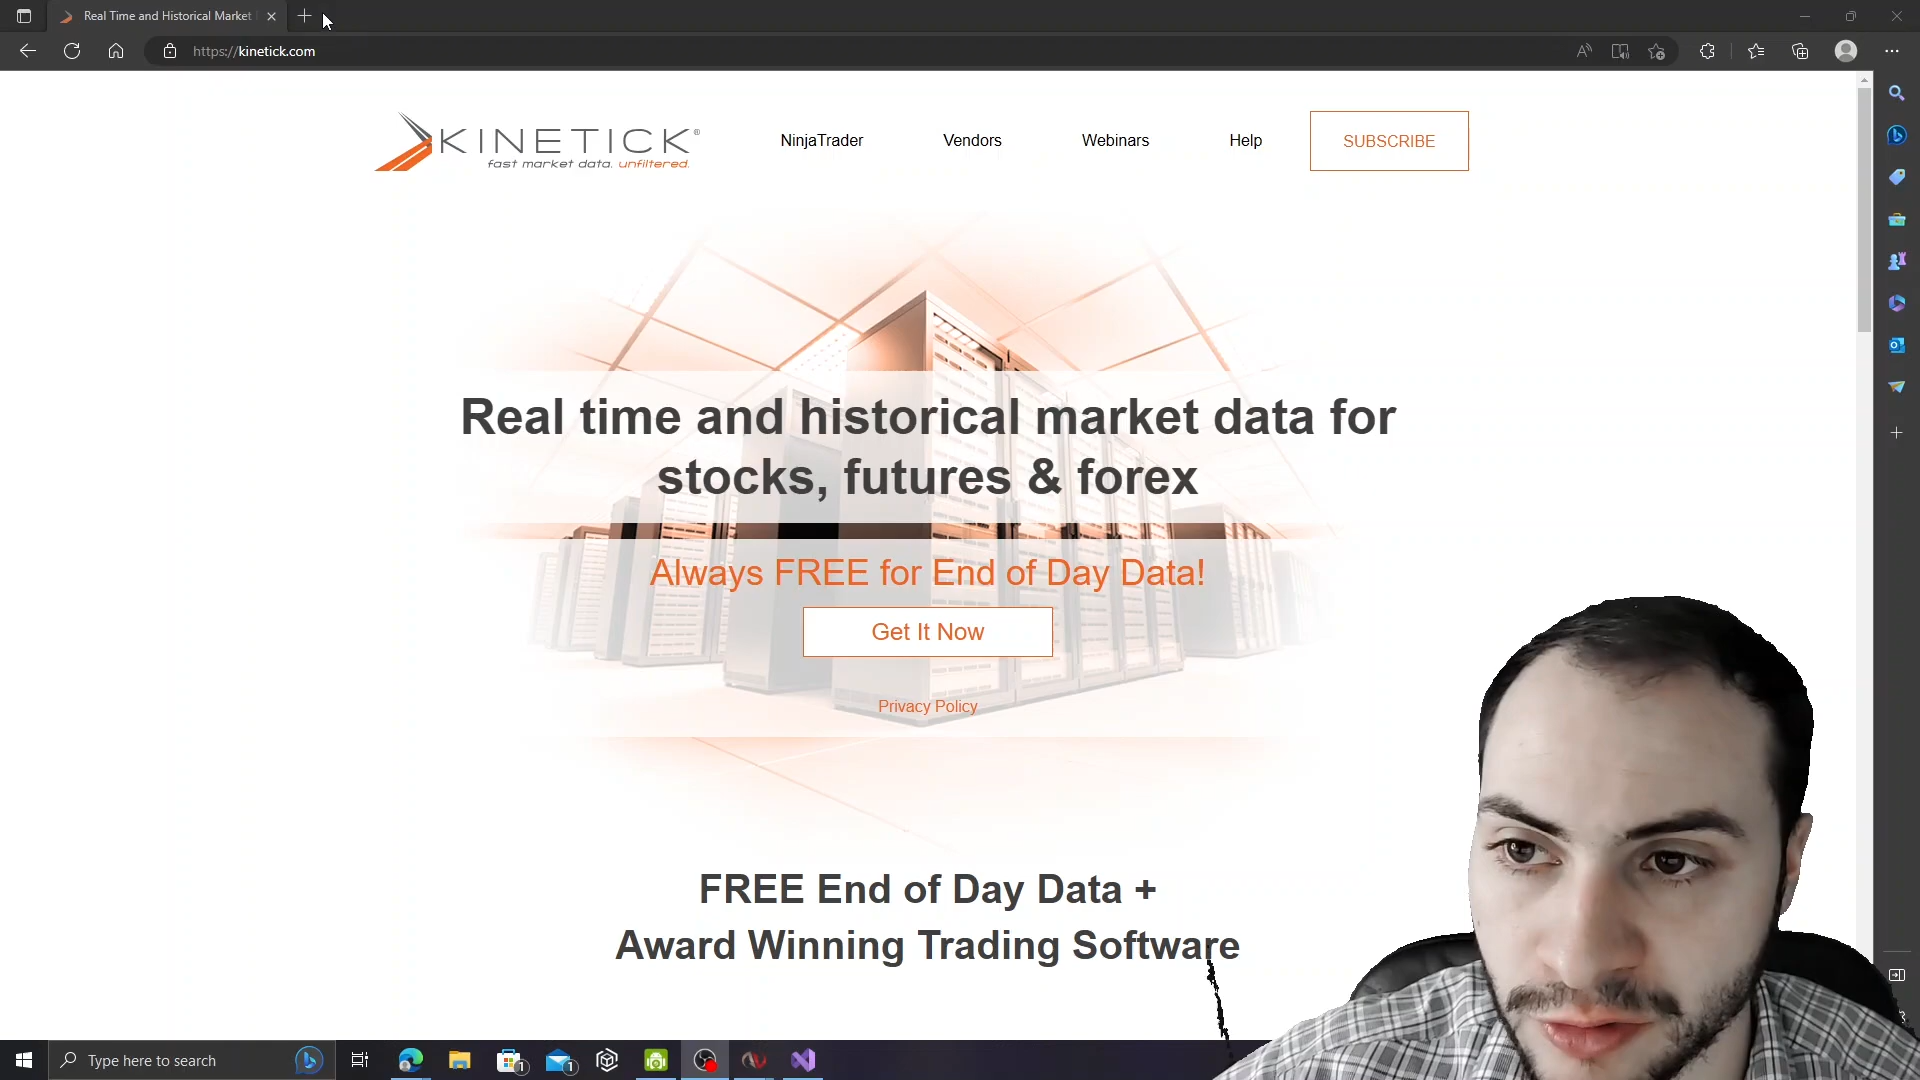 Real Time and Historical Market
https://kinetick.com
KINETICK®
fast market data. unfiltered.
NinjaTrader
Vendors
Webinars
Help
SUBSCRIBE
Real time and historical market data for
stocks, futures & forex
Always FREE for End of Day Data!
Get It Now
Privacy Policy
FREE End of Day Data +
Award Winning Trading Software
Type here to search
1
1